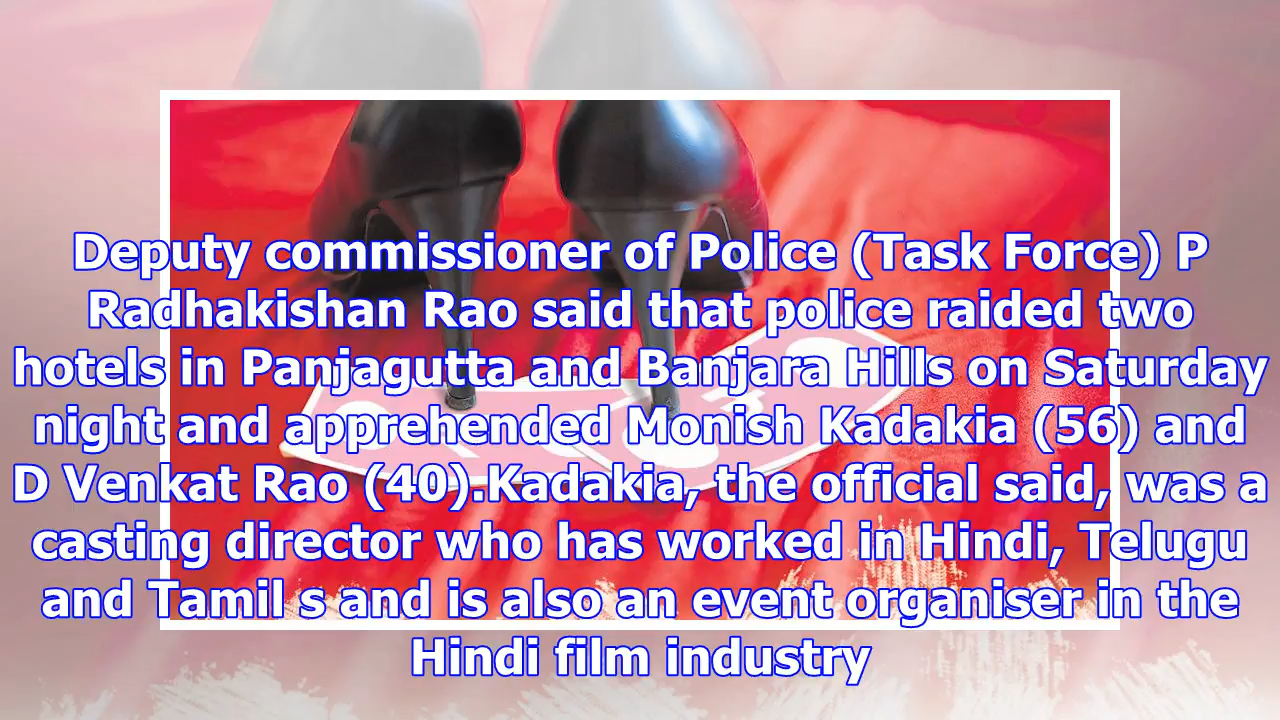 Deputy commissioner of Police (Task Force) P
Radhakishan Rao said that police raided two
hotels in Panjagutta and Banjara Hills on Saturday
night and apprehended Monish Kadakia (56) and
D Venkat Rao (40).Kadakia, the official said, was a
casting director who has worked in Hindi, Telugu
and Tamil s and is also an event organiser in the
Hindi film industry